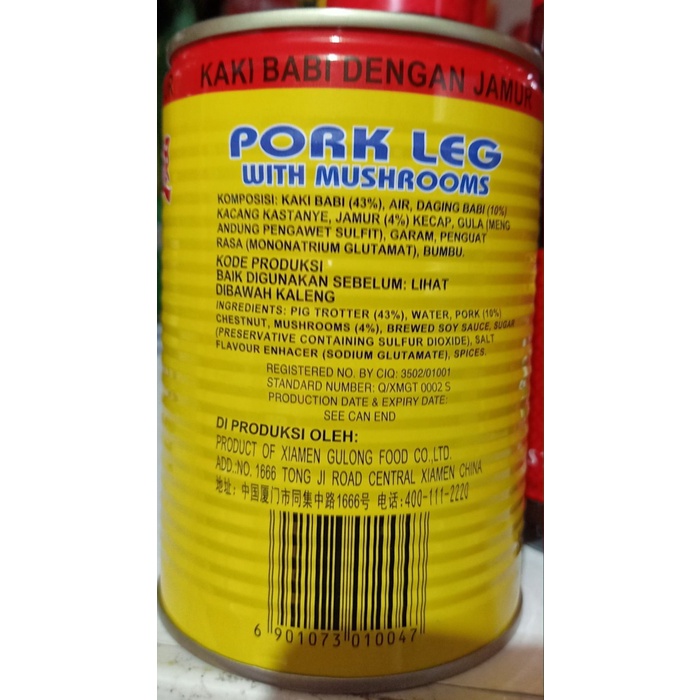 KAKI BABI DENGAN JAMUR
PORK LEG
WITH MUSHROOMS
KOMPOSISI: KAKI BABI (43%), AIR, DAGING BABI (10%)
KACANG KASTANYE, JAMUR (4%) KECAP, GULA (MENG
ANDUNG PENGAWET SULFIT), GARAM, PENGUAT
RASA (MONONATRIUM GLUTAMAT), BUMBU.
KODE PRODUKSI
BAIK DIGUNAKAN SEBELUM: LIHAT
DIBAWAH KALENG
INGREDIENTS: PIG TROTTER (43%), WATER, PORK (10%)
CHESTNUT, MUSHROOMS (4%), BREWED SOY SAUCE, SUGAR
(PRESERVATIVE CONTAINING SULFUR DIOXIDE), SALT
FLAVOUR ENHACER (SODIUM GLUTAMATE), SPICES.
REGISTERED NO. BY CIQ: 3502/01001
STANDARD NUMBER: Q/XMGT 0002 S
PRODUCTION DATE & EXPIRY DATE:
SEE CAN END
DI PRODUKSI OLEH:
PRODUCT OF XIAMEN GULONG FOOD CO.,LTD.
ADD.:NO. 1666 TONG JI ROAD CENTRAL XIAMEN CHINA
地址: 中国厦门市同集中路1666号 电话:400-111-2220
6 901073 010047